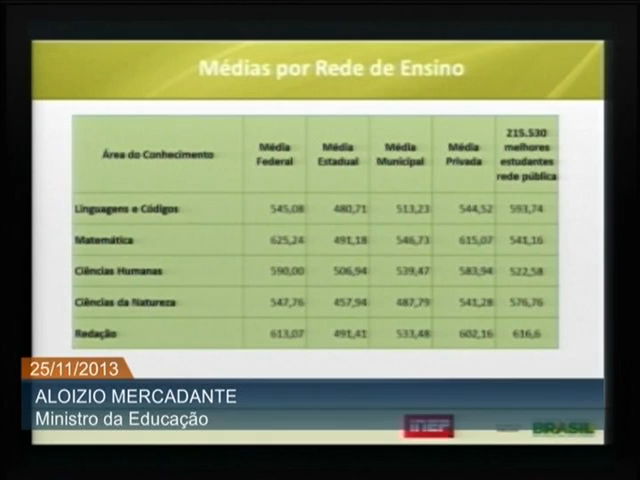 Médias por Rede de Ensino
Área do Conhecimento Média Federal Média Estadual Média Municipal Média Privada 215.530 melhores estudantes rede pública
Linguagens e Códigos 545,08 480,71 513,23 544,52 593,74
Matemática 625,24 491,18 546,73 615,07 541,16
Ciências Humanas 590,00 506,94 539,47 583,94 522,58
Ciências da Natureza 547,76 457,94 487,79 541,28 576,76
Redação 613,07 491,41 533,48 602,16 616,6
25/11/2013
ALOIZIO MERCADANTE
Ministro da Educação
INEP BRASIL